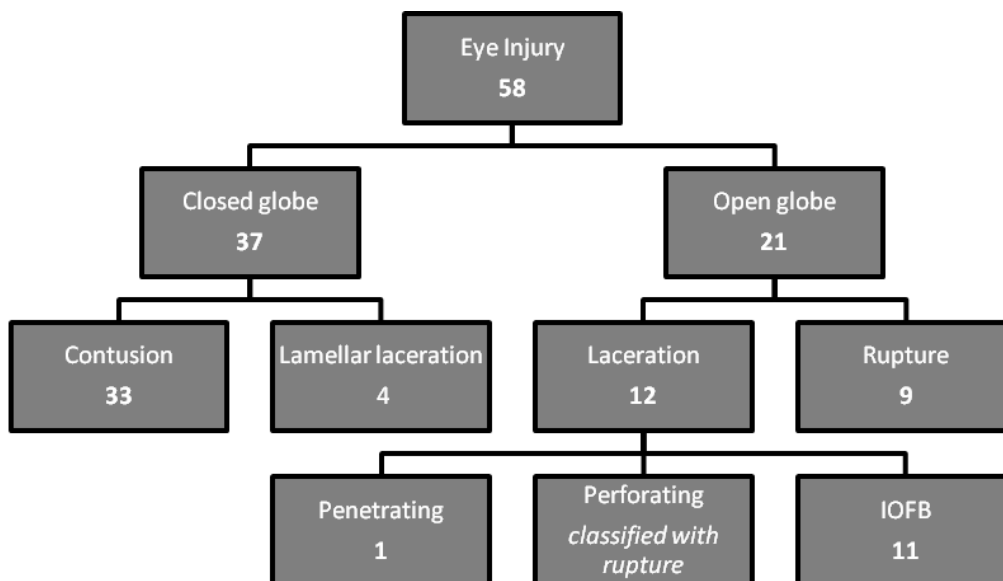 Eye Injury
58
Closed globe
37
Open globe
21
Contusion
33
Lamellar laceration
4
Laceration
12
Rupture
9
Penetrating
1
Perforating
classified with
rupture
IOFB
11